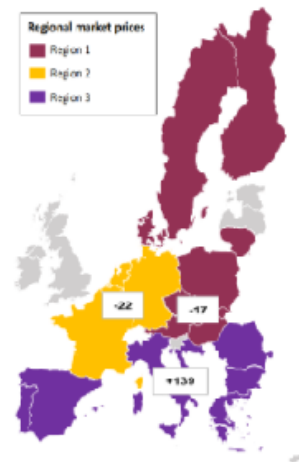 Regional market prices
Region 1
Region 2
Region 3
-22
-17
+139